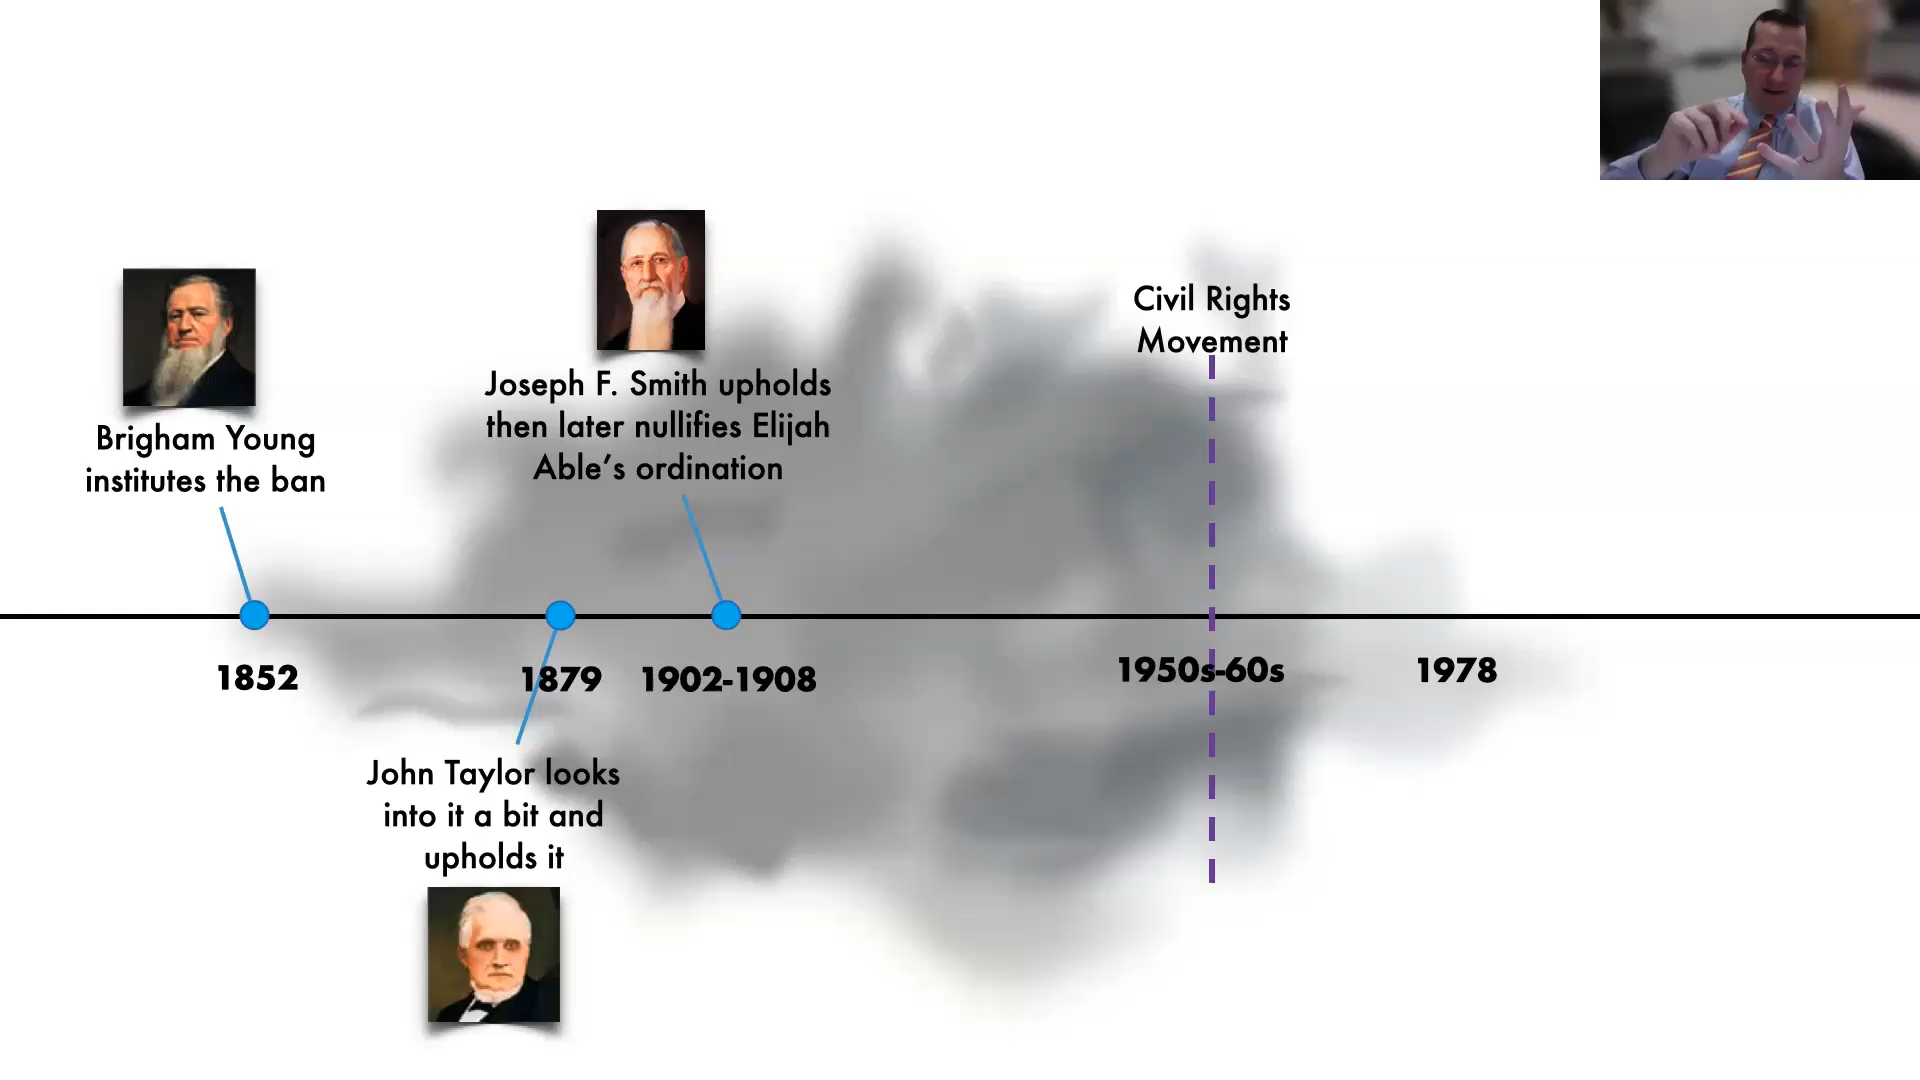 Brigham Young
institutes the ban
Joseph F. Smith upholds
then later nullifies Elijah
Able’s ordination
Civil Rights
Movement
1852
1879
1902-1908
1950s-60s
1978
John Taylor looks
into it a bit and
upholds it